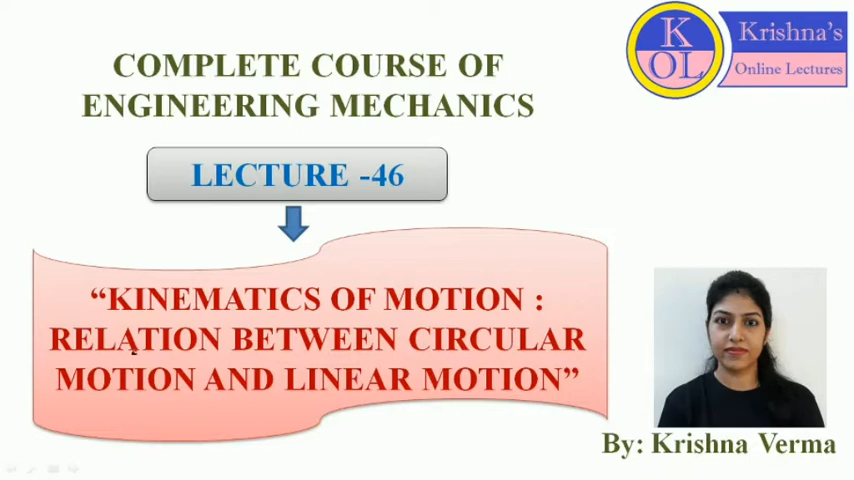 K
OL
Krishna's
Online Lectures
COMPLETE COURSE OF
ENGINEERING MECHANICS
LECTURE -46
“KINEMATICS OF MOTION :
RELATION BETWEEN CIRCULAR
MOTION AND LINEAR MOTION”
By: Krishna Verma